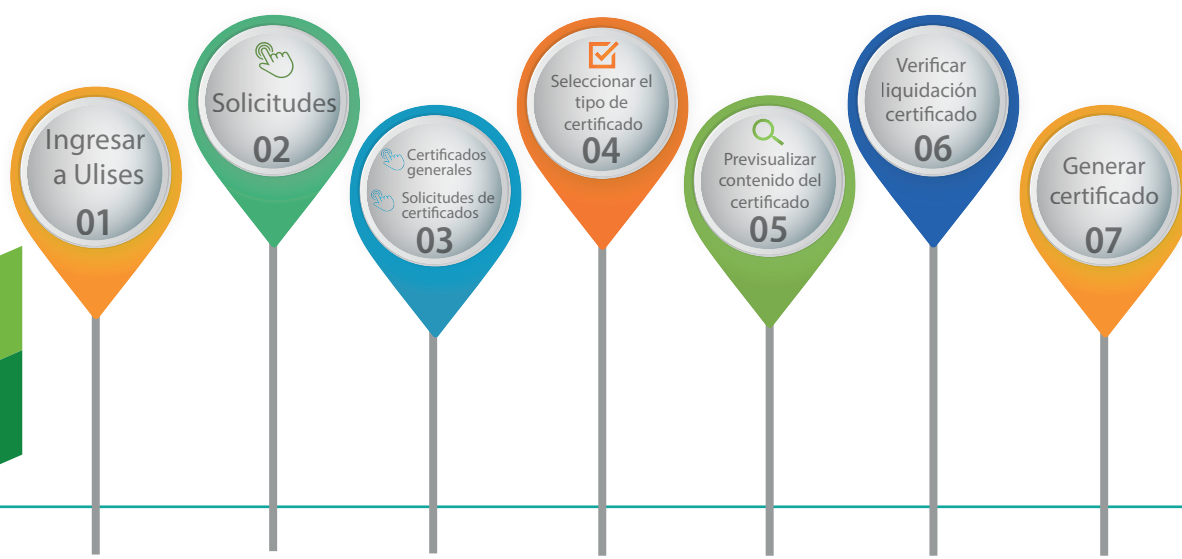 Ingresar
a Ulises
01
Solicitudes
02
Certificados
generales
Solicitudes de
certificados
03
Seleccionar el
tipo de
certificado
04
Previsualizar
contenido del
certificado
05
Verificar
liquidación
certificado
06
Generar
certificado
07